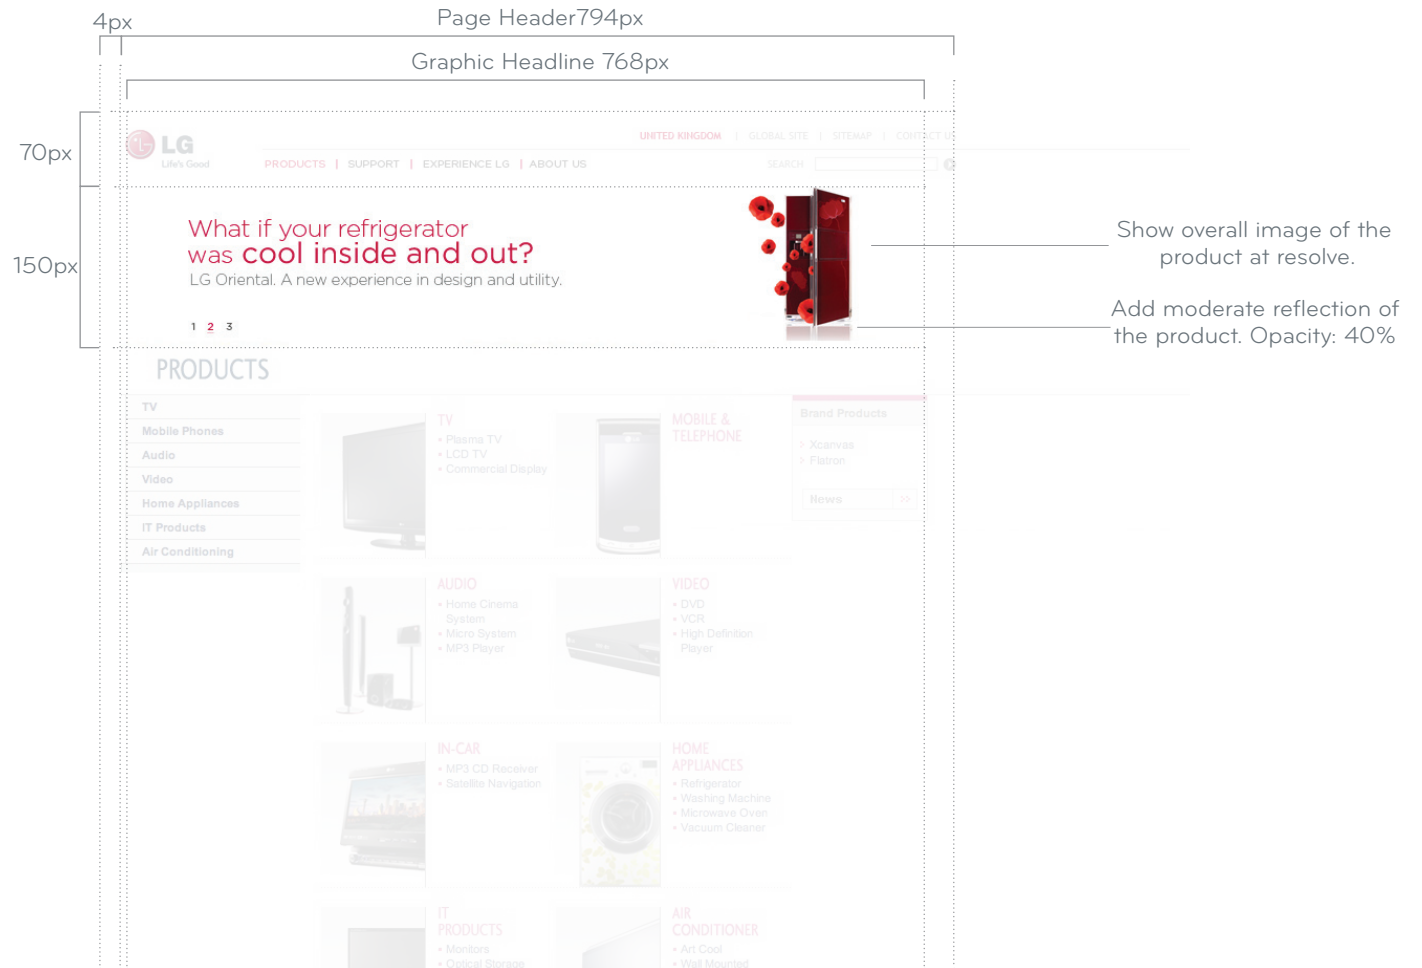 4px
Page Header794px
Graphic Headline 768px
70px
150px
LG
Life's Good
UNITED KINGDOM | GLOBAL SITE | SITEMAP | CONTACT U
PRODUCTS | SUPPORT | EXPERIENCE LG | ABOUT US
SEARCH
What if your refrigerator
was cool inside and out?
LG Oriental. A new experience in design and utility.
1 2 3
Show overall image of the
product at resolve.
Add moderate reflection of
the product. Opacity: 40%
PRODUCTS
TV
Mobile Phones
Audio
Video
Home Appliances
IT Products
Air Conditioning
TV
• Plasma TV
• LCD TV
• Commercial Display
MOBILE &
TELEPHONE
Brand Products
> Xcanvas
> Flatron
News >>
AUDIO
• Home Cinema
System
• Micro System
• MP3 Player
VIDEO
• DVD
• VCR
• High Definition
Player
IN-CAR
• MP3 CD Receiver
• Satellite Navigation
HOME
APPLIANCES
• Refrigerator
• Washing Machine
• Microwave Oven
• Vacuum Cleaner
IT
PRODUCTS
• Monitors
• Optical Storage
AIR
CONDITIONER
• Art Cool
• Wall Mounted